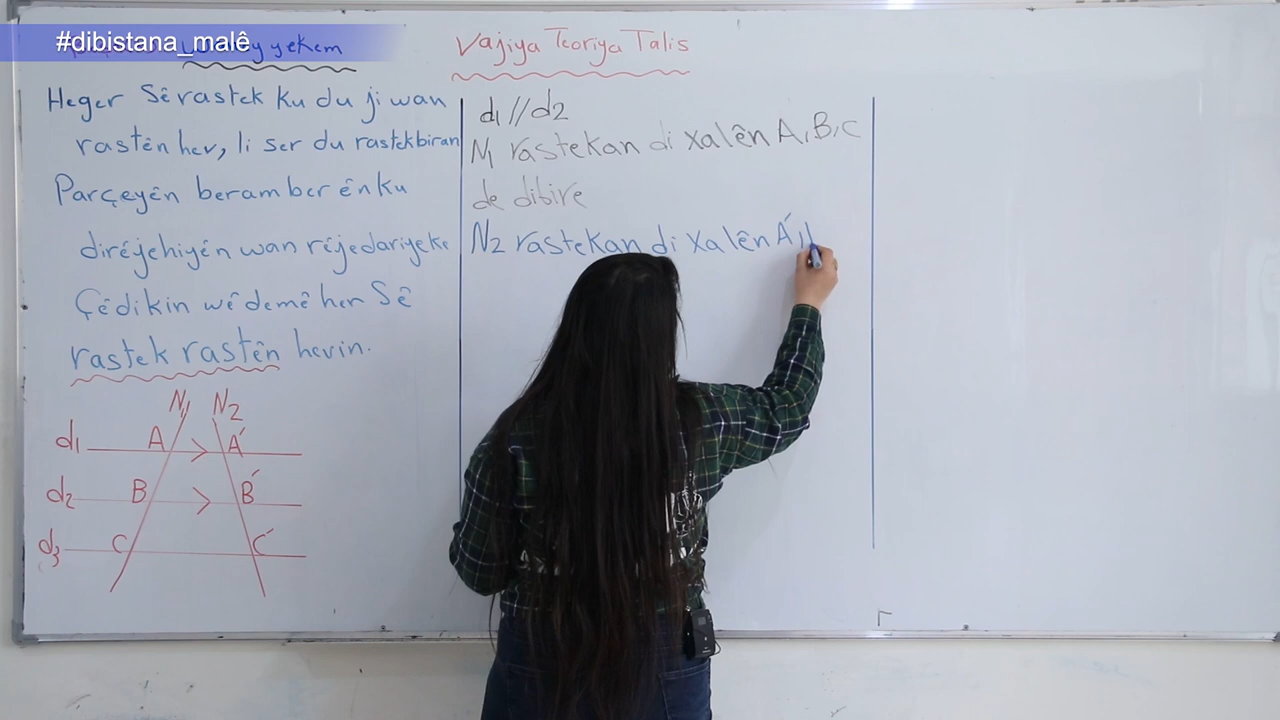 #dibistana_malê
yekem
Vajiya Teoriya Talis
Heger Sê rastek ku du ji wan
rastên hev, li ser du rastekbiran
Parçeyên beramber ên ku
dirêjehiyên wan rêjedariyeke
Çêdikin wê demê her Sê
rastek rastên hevin.
N1 N2
d1 A A'
d2 B B'
d3 C C'
d1//d2
N1 rastekan di xalên A,B,C
de dibire
N2 rastekan di xalên A',